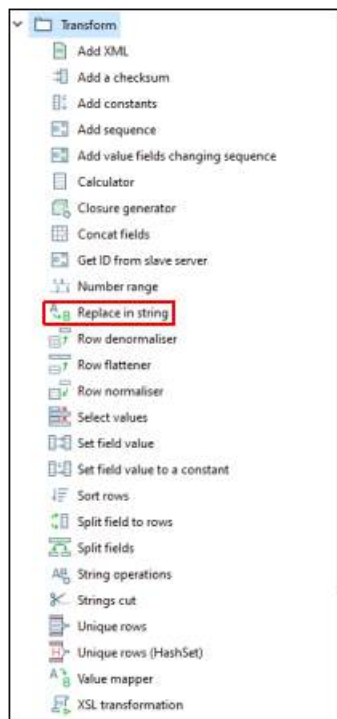 Transform
Add XML
Add a checksum
Add constants
Add sequence
Add value fields changing sequence
Calculator
Closure generator
Concat fields
Get ID from slave server
Number range
Replace in string
Row denormaliser
Row flattener
Row normaliser
Select values
Set field value
Set field value to a constant
Sort rows
Split field to rows
Split fields
String operations
Strings cut
Unique rows
Unique rows (HashSet)
Value mapper
XSL transformation